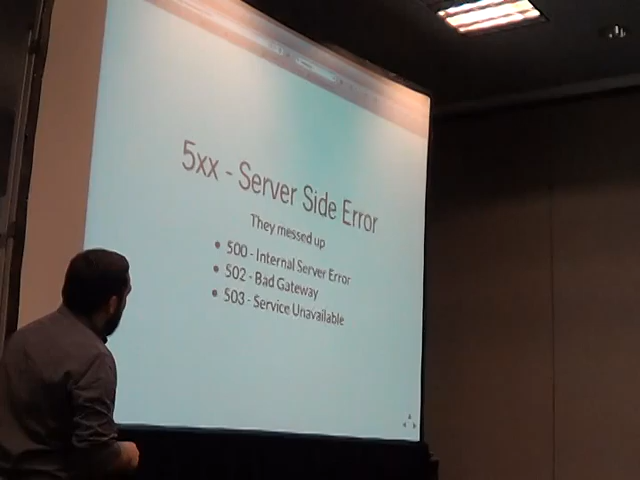 5xx - Server Side Error
They messed up
500 - Internal Server Error
502 - Bad Gateway
503 - Service Unavailable